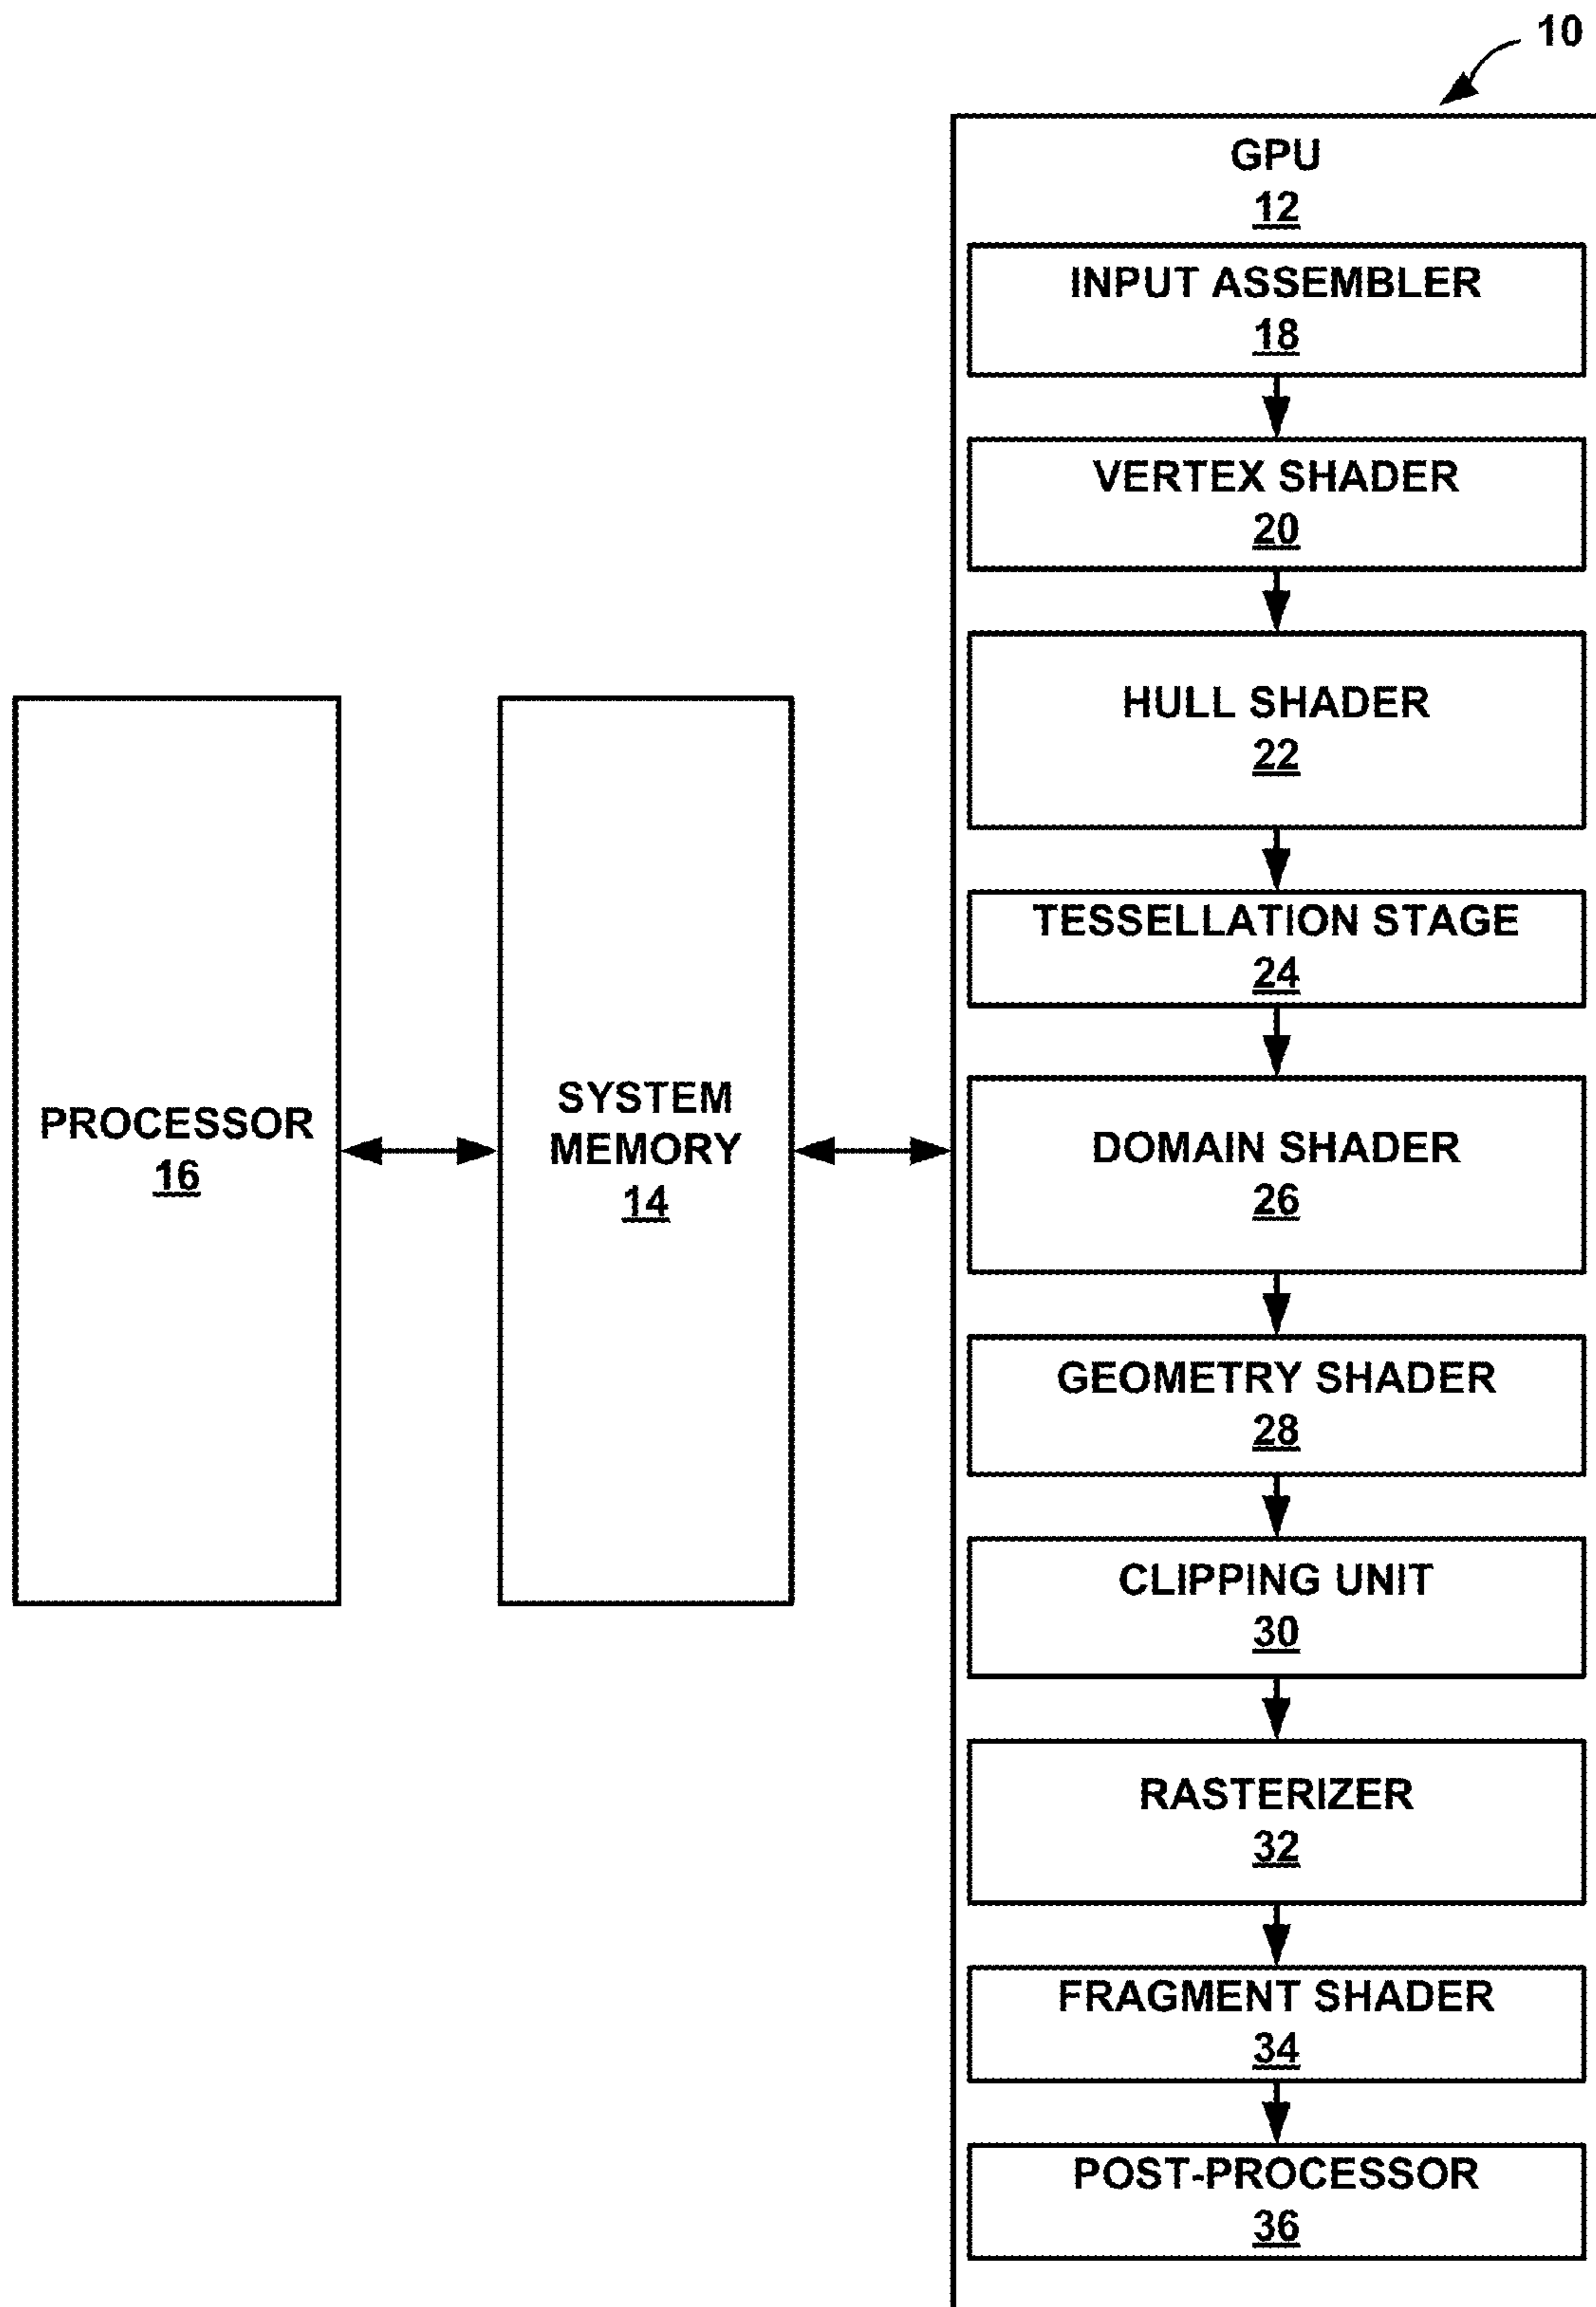 10
GPU
12
INPUT ASSEMBLER
18
VERTEX SHADER
20
HULL SHADER
22
TESSELLATION STAGE
24
PROCESSOR
16
SYSTEM
MEMORY
14
DOMAIN SHADER
26
GEOMETRY SHADER
28
CLIPPING UNIT
30
RASTERIZER
32
FRAGMENT SHADER
34
POST-PROCESSOR
36